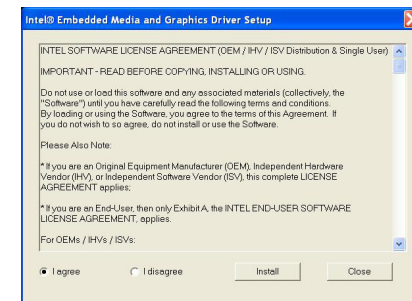 Intel® Embedded Media and Graphics Driver Setup
INTEL SOFTWARE LICENSE AGREEMENT (OEM / IHV / ISV Distribution & Single User)
IMPORTANT - READ BEFORE COPYING, INSTALLING OR USING.
Do not use or load this software and any associated materials (collectively, the
"Software") until you have carefully read the following terms and conditions.
By loading or using the Software, you agree to the terms of this Agreement. If
you do not wish to so agree, do not install or use the Software.
Please Also Note:
* If you are an Original Equipment Manufacturer (OEM), Independent Hardware
Vendor (IHV), or Independent Software Vendor (ISV), this complete LICENSE
AGREEMENT applies;
* If you are an End-User, then only Exhibit A, the INTEL END-USER SOFTWARE
LICENSE AGREEMENT, applies.
For OEMs / IHVs / ISVs:
I agree I disagree Install Close